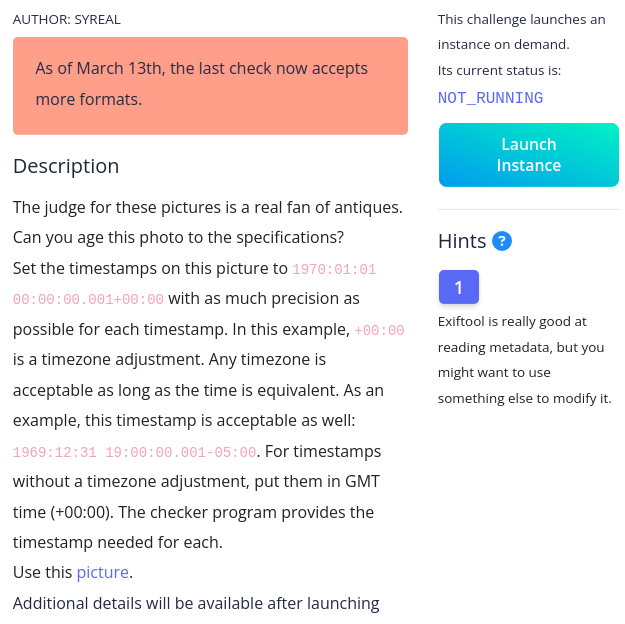 AUTHOR: SYREAL
As of March 13th, the last check now accepts
more formats.
Description
The judge for these pictures is a real fan of antiques.
Can you age this photo to the specifications?
Set the timestamps on this picture to 1970:01:01
00:00:00.001+00:00 with as much precision as
possible for each timestamp. In this example, +00:00
is a timezone adjustment. Any timezone is
acceptable as long as the time is equivalent. As an
example, this timestamp is acceptable as well:
1969:12:31 19:00:00.001-05:00. For timestamps
without a timezone adjustment, put them in GMT
time (+00:00). The checker program provides the
timestamp needed for each.
Use this picture.
Additional details will be available after launching
This challenge launches an
instance on demand.
Its current status is:
NOT_RUNNING
Launch
Instance
Hints ?
1
Exiftool is really good at
reading metadata, but you
might want to use
something else to modify it.